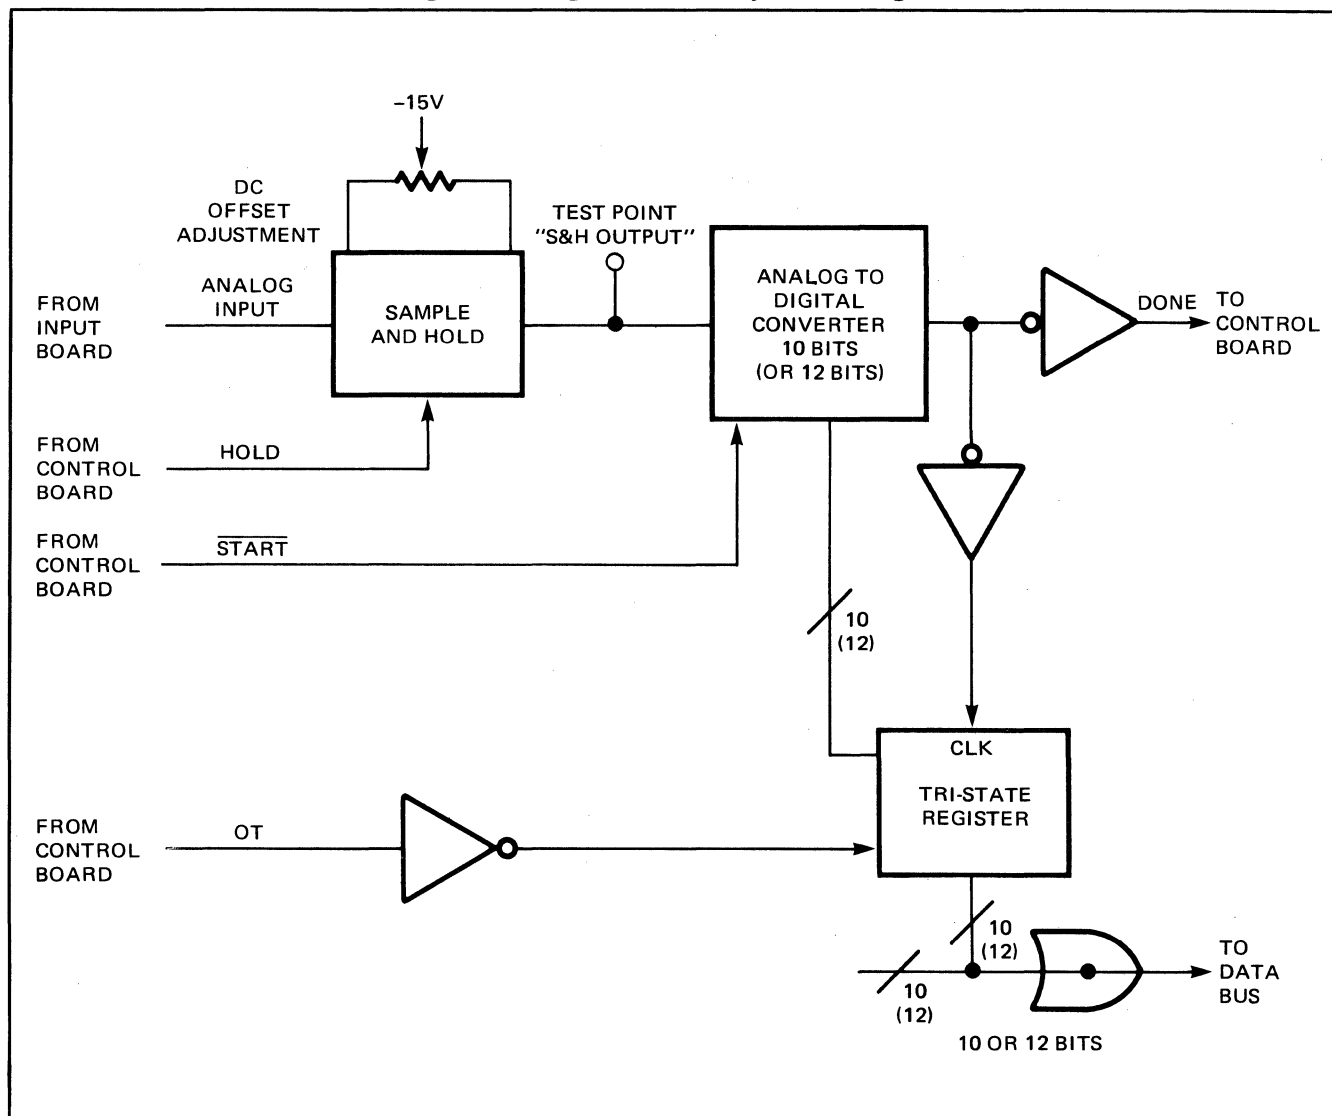 -15V
DC
OFFSET
ADJUSTMENT
TEST POINT
"S&H OUTPUT"
FROM
INPUT
BOARD
ANALOG
INPUT
SAMPLE
AND HOLD
ANALOG TO
DIGITAL
CONVERTER
10 BITS
(OR 12 BITS)
DONE
TO
CONTROL
BOARD
FROM
CONTROL
BOARD
HOLD
FROM
CONTROL
BOARD
START
10
(12)
CLK
TRI-STATE
REGISTER
FROM
CONTROL
BOARD
OT
10
(12)
10
(12)
TO
DATA
BUS
10 OR 12 BITS